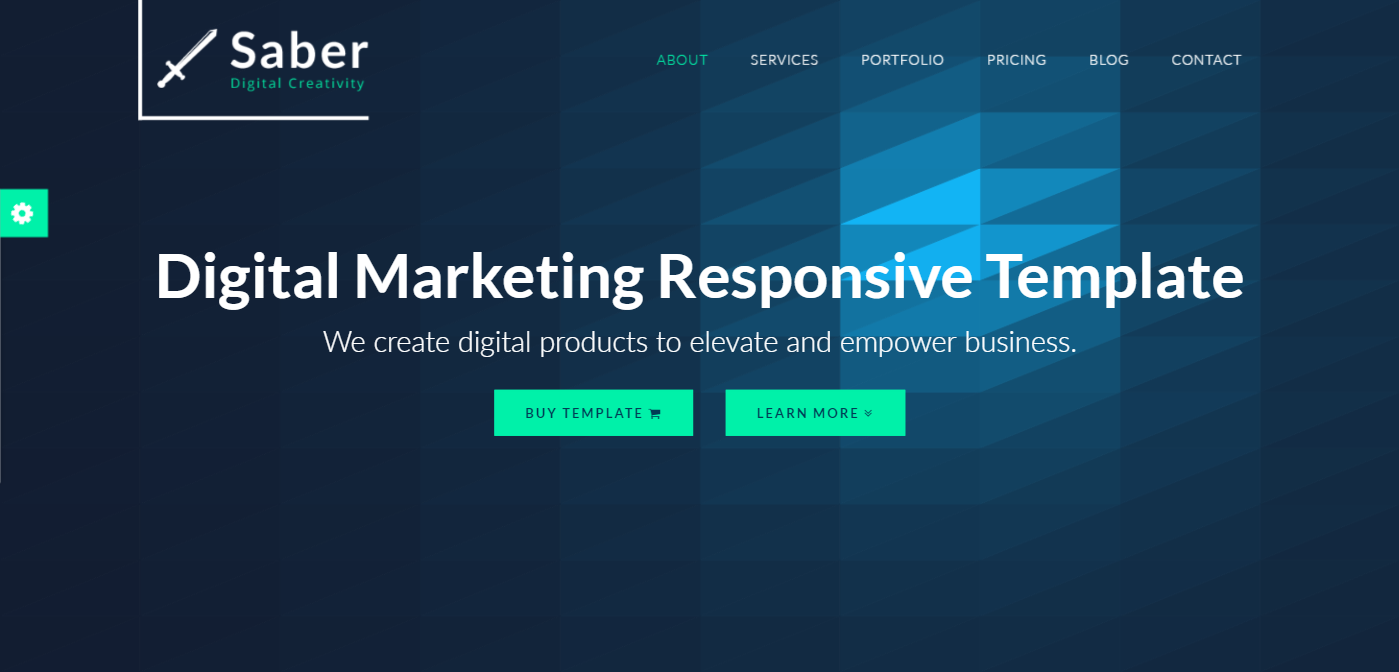 Saber
Digital Creativity
ABOUT SERVICES PORTFOLIO PRICING BLOG CONTACT
Digital Marketing Responsive Template
We create digital products to elevate and empower business.
BUY TEMPLATE LEARN MORE